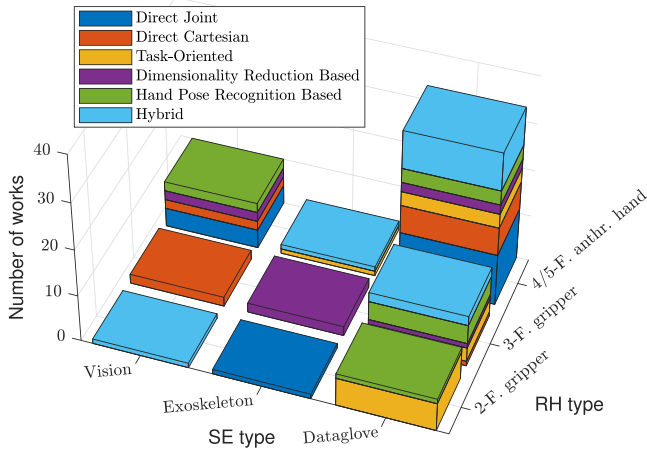 Direct Joint
Direct Cartesian
Task-Oriented
Dimensionality Reduction Based
Hand Pose Recognition Based
Hybrid
40
30
20
10
0
Number of works
Vision
Exoskeleton
Dataglove
SE type
2-F. gripper
3-F. gripper
4/5-F. anthr. hand
RH type